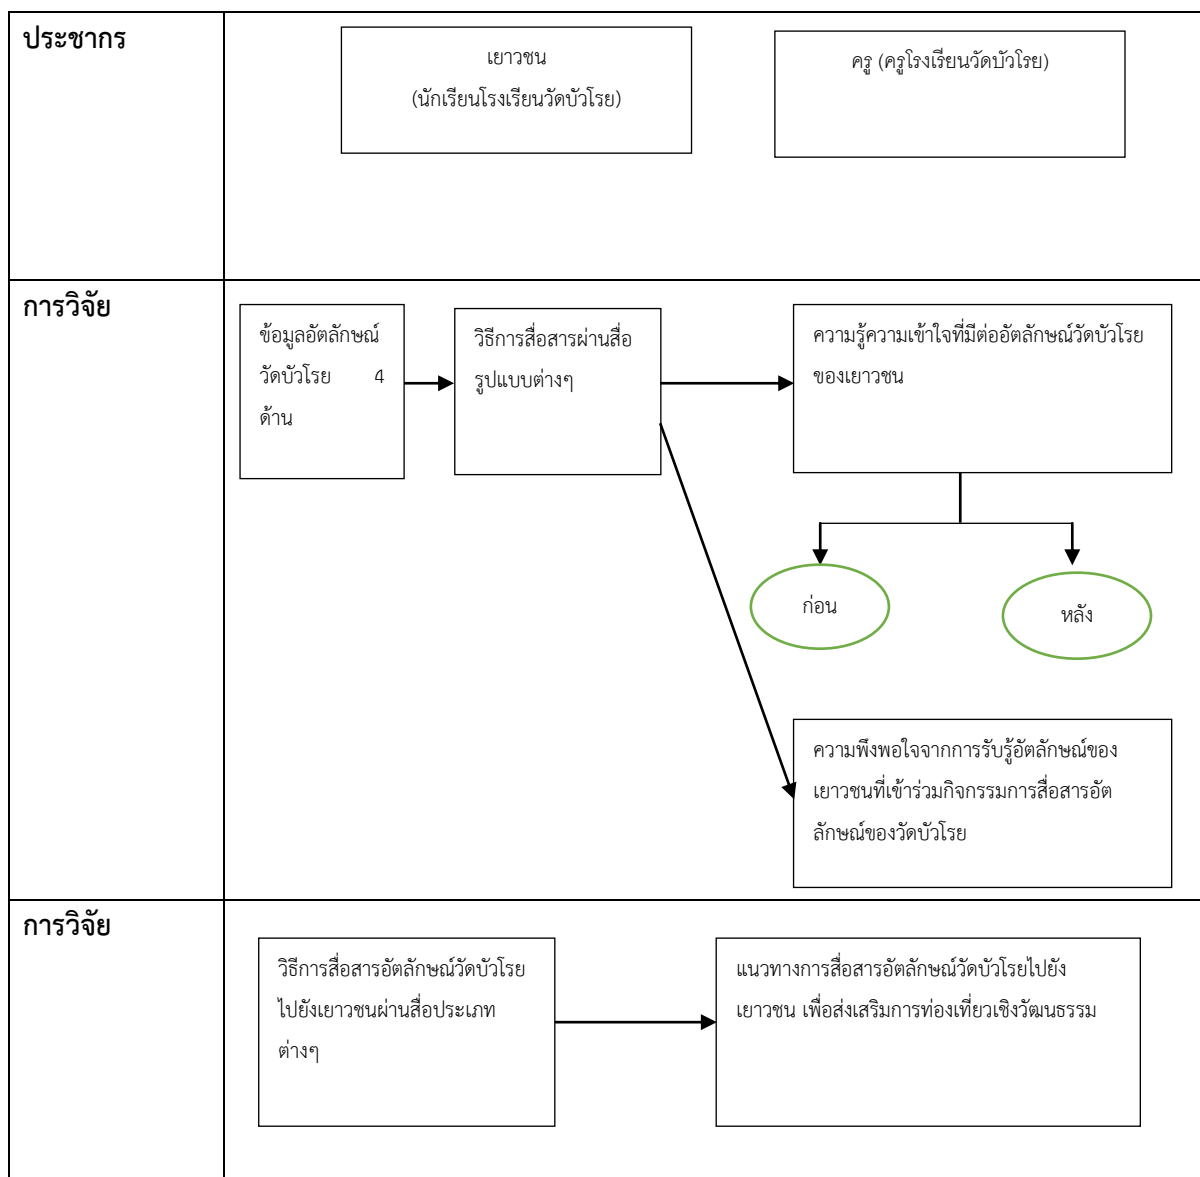 ประชากร
เยาวชน
(นักเรียนโรงเรียนวัดบัวโรย)
ครู (ครูโรงเรียนวัดบัวโรย)
การวิจัย
ข้อมูลอัตลักษณ์
วัดบัวโรย 4
ด้าน
วิธีการสื่อสารผ่านสื่อ
รูปแบบต่างๆ
ความรู้ความเข้าใจที่มีต่ออัตลักษณ์วัดบัวโรย
ของเยาวชน
ก่อน
หลัง
ความพึงพอใจจากการรับรู้อัตลักษณ์ของ
เยาวชนที่เข้าร่วมกิจกรรมการสื่อสารอัต
ลักษณ์ของวัดบัวโรย
การวิจัย
วิธีการสื่อสารอัตลักษณ์วัดบัวโรย
ไปยังเยาวชนผ่านสื่อประเภท
ต่างๆ
แนวทางการสื่อสารอัตลักษณ์วัดบัวโรยไปยัง
เยาวชน เพื่อส่งเสริมการท่องเที่ยวเชิงวัฒนธรรม